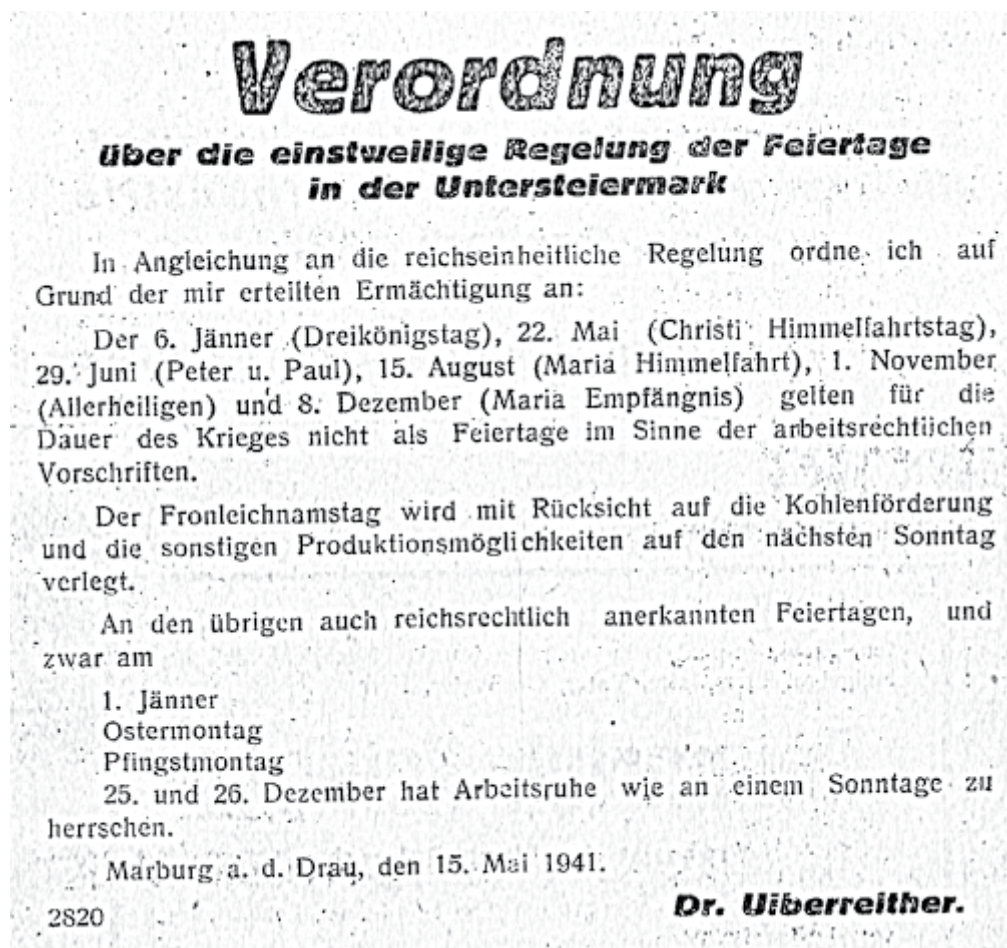 Verordnung
über die einstweilige Regelung der Feiertage
in der Untersteiermark
In Angleichung an die reichseinheitliche Regelung ordne ich auf
Grund der mir erteilten Ermächtigung an:
Der 6. Jänner (Dreikönigstag), 22. Mai (Christi Himmelfahrtstag),
29. Juni (Peter u. Paul), 15. August (Maria Himmelfahrt), 1. November
(Allerheiligen) und 8. Dezember (Maria Empfängnis) gelten für die
Dauer des Krieges nicht als Feiertage im Sinne der arbeitsrechtlichen
Vorschriften.
Der Fronleichnamstag wird mit Rücksicht auf die Kohlenförderung
und die sonstigen Produktionsmöglichkeiten auf den nächsten Sonntag
verlegt.
An den übrigen auch reichsrechtlich anerkannten Feiertagen, und
zwar am
1. Jänner
Ostermontag
Pfingstmontag
25. und 26. Dezember hat Arbeitsruhe wie an einem Sonntage zu
herrschen.
Marburg a. d. Drau, den 15. Mai 1941.
2820 Dr. Uiberreither.